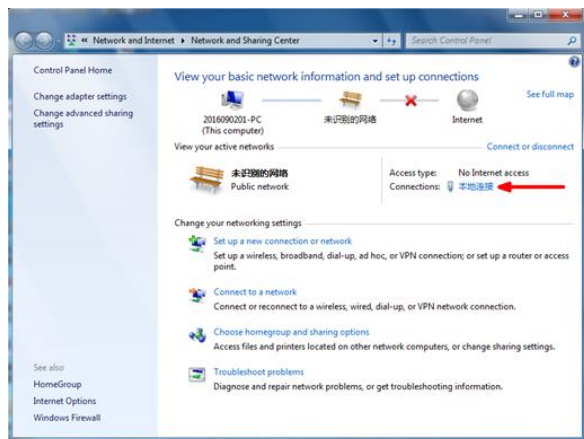 « Network and Internet ▸ Network and Sharing Center
Search Control Panel
Control Panel Home
Change adapter settings
Change advanced sharing
settings
See also
HomeGroup
Internet Options
Windows Firewall
View your basic network information and set up connections
See full map
2016090201-PC
(This computer)
未识别的网络
Internet
View your active networks
Connect or disconnect
未识别的网络
Public network
Access type: No Internet access
Connections: 本地连接
Change your networking settings
Set up a new connection or network
Set up a wireless, broadband, dial-up, ad hoc, or VPN connection; or set up a router or access
point.
Connect to a network
Connect or reconnect to a wireless, wired, dial-up, or VPN network connection.
Choose homegroup and sharing options
Access files and printers located on other network computers, or change sharing settings.
Troubleshoot problems
Diagnose and repair network problems, or get troubleshooting information.